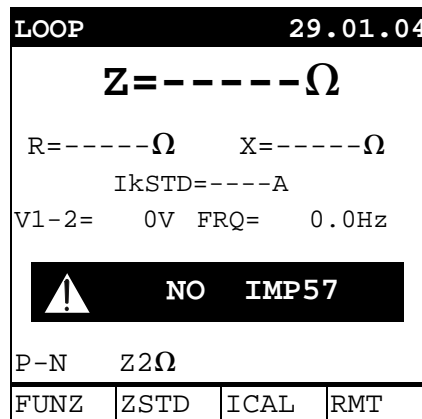 LOOP 29.01.04
Z=-----Ω
R=-----Ω X=-----Ω
IkSTD=----A
V1-2= 0V FRQ= 0.0Hz
! NO IMP57
P-N Z2Ω
FUNZ ZSTD ICAL RMT